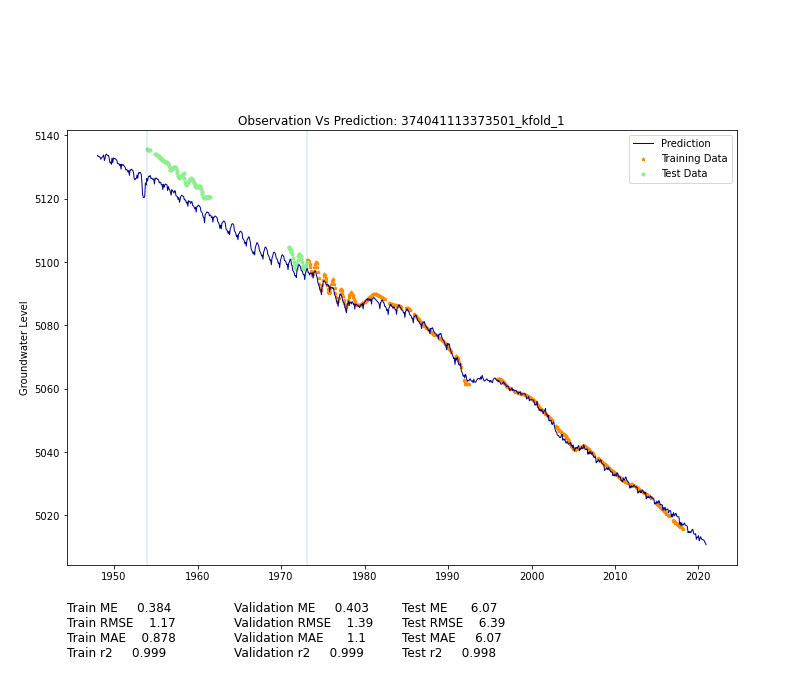 Observation Vs Prediction: 374041113373501_kfold_1
Prediction
Training Data
Test Data
Groundwater Level
5140
5120
5100
5080
5060
5040
5020
1950 1960 1970 1980 1990 2000 2010 2020
Train ME 0.384 Validation ME 0.403 Test ME 6.07
Train RMSE 1.17 Validation RMSE 1.39 Test RMSE 6.39
Train MAE 0.878 Validation MAE 1.1 Test MAE 6.07
Train r2 0.999 Validation r2 0.999 Test r2 0.998